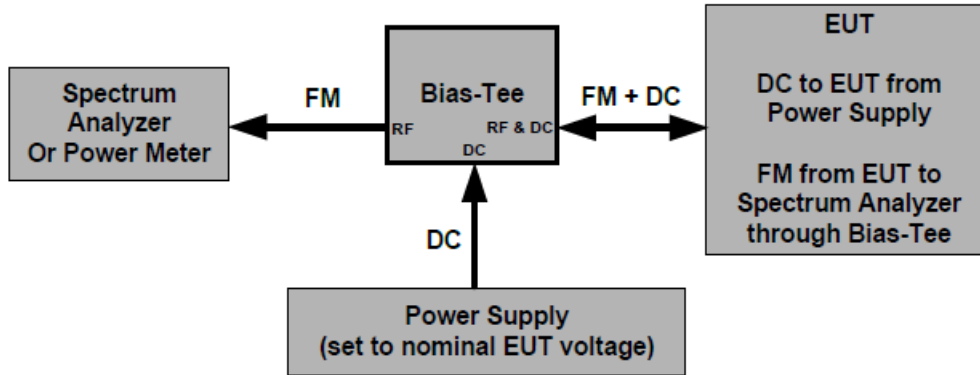 Spectrum
Analyzer
Or Power Meter
FM
Bias-Tee
RF
RF & DC
DC
FM + DC
EUT
DC to EUT from
Power Supply
FM from EUT to
Spectrum Analyzer
through Bias-Tee
DC
Power Supply
(set to nominal EUT voltage)